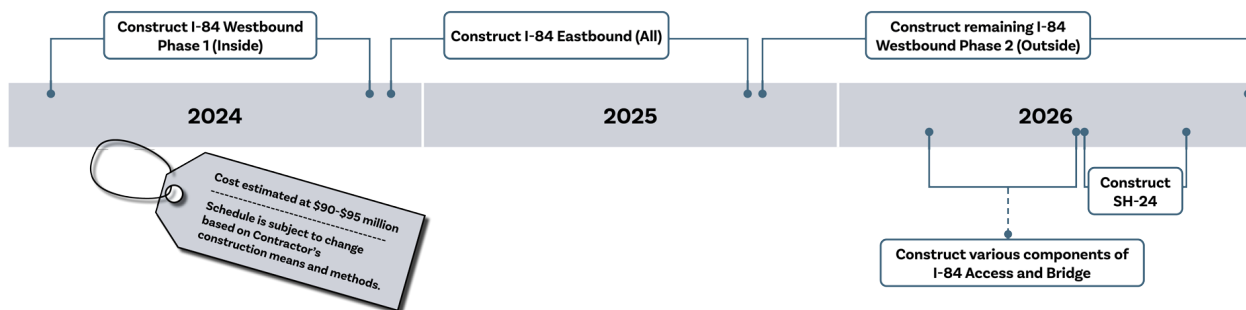 Construct I-84 Westbound
Phase 1 (Inside)
Construct I-84 Eastbound (All)
Construct remaining I-84
Westbound Phase 2 (Outside)
2024
2025
2026
Cost estimated at $90-$95 million
Schedule is subject to change
based on Contractor's
construction means and methods.
Construct
SH-24
Construct various components of
I-84 Access and Bridge